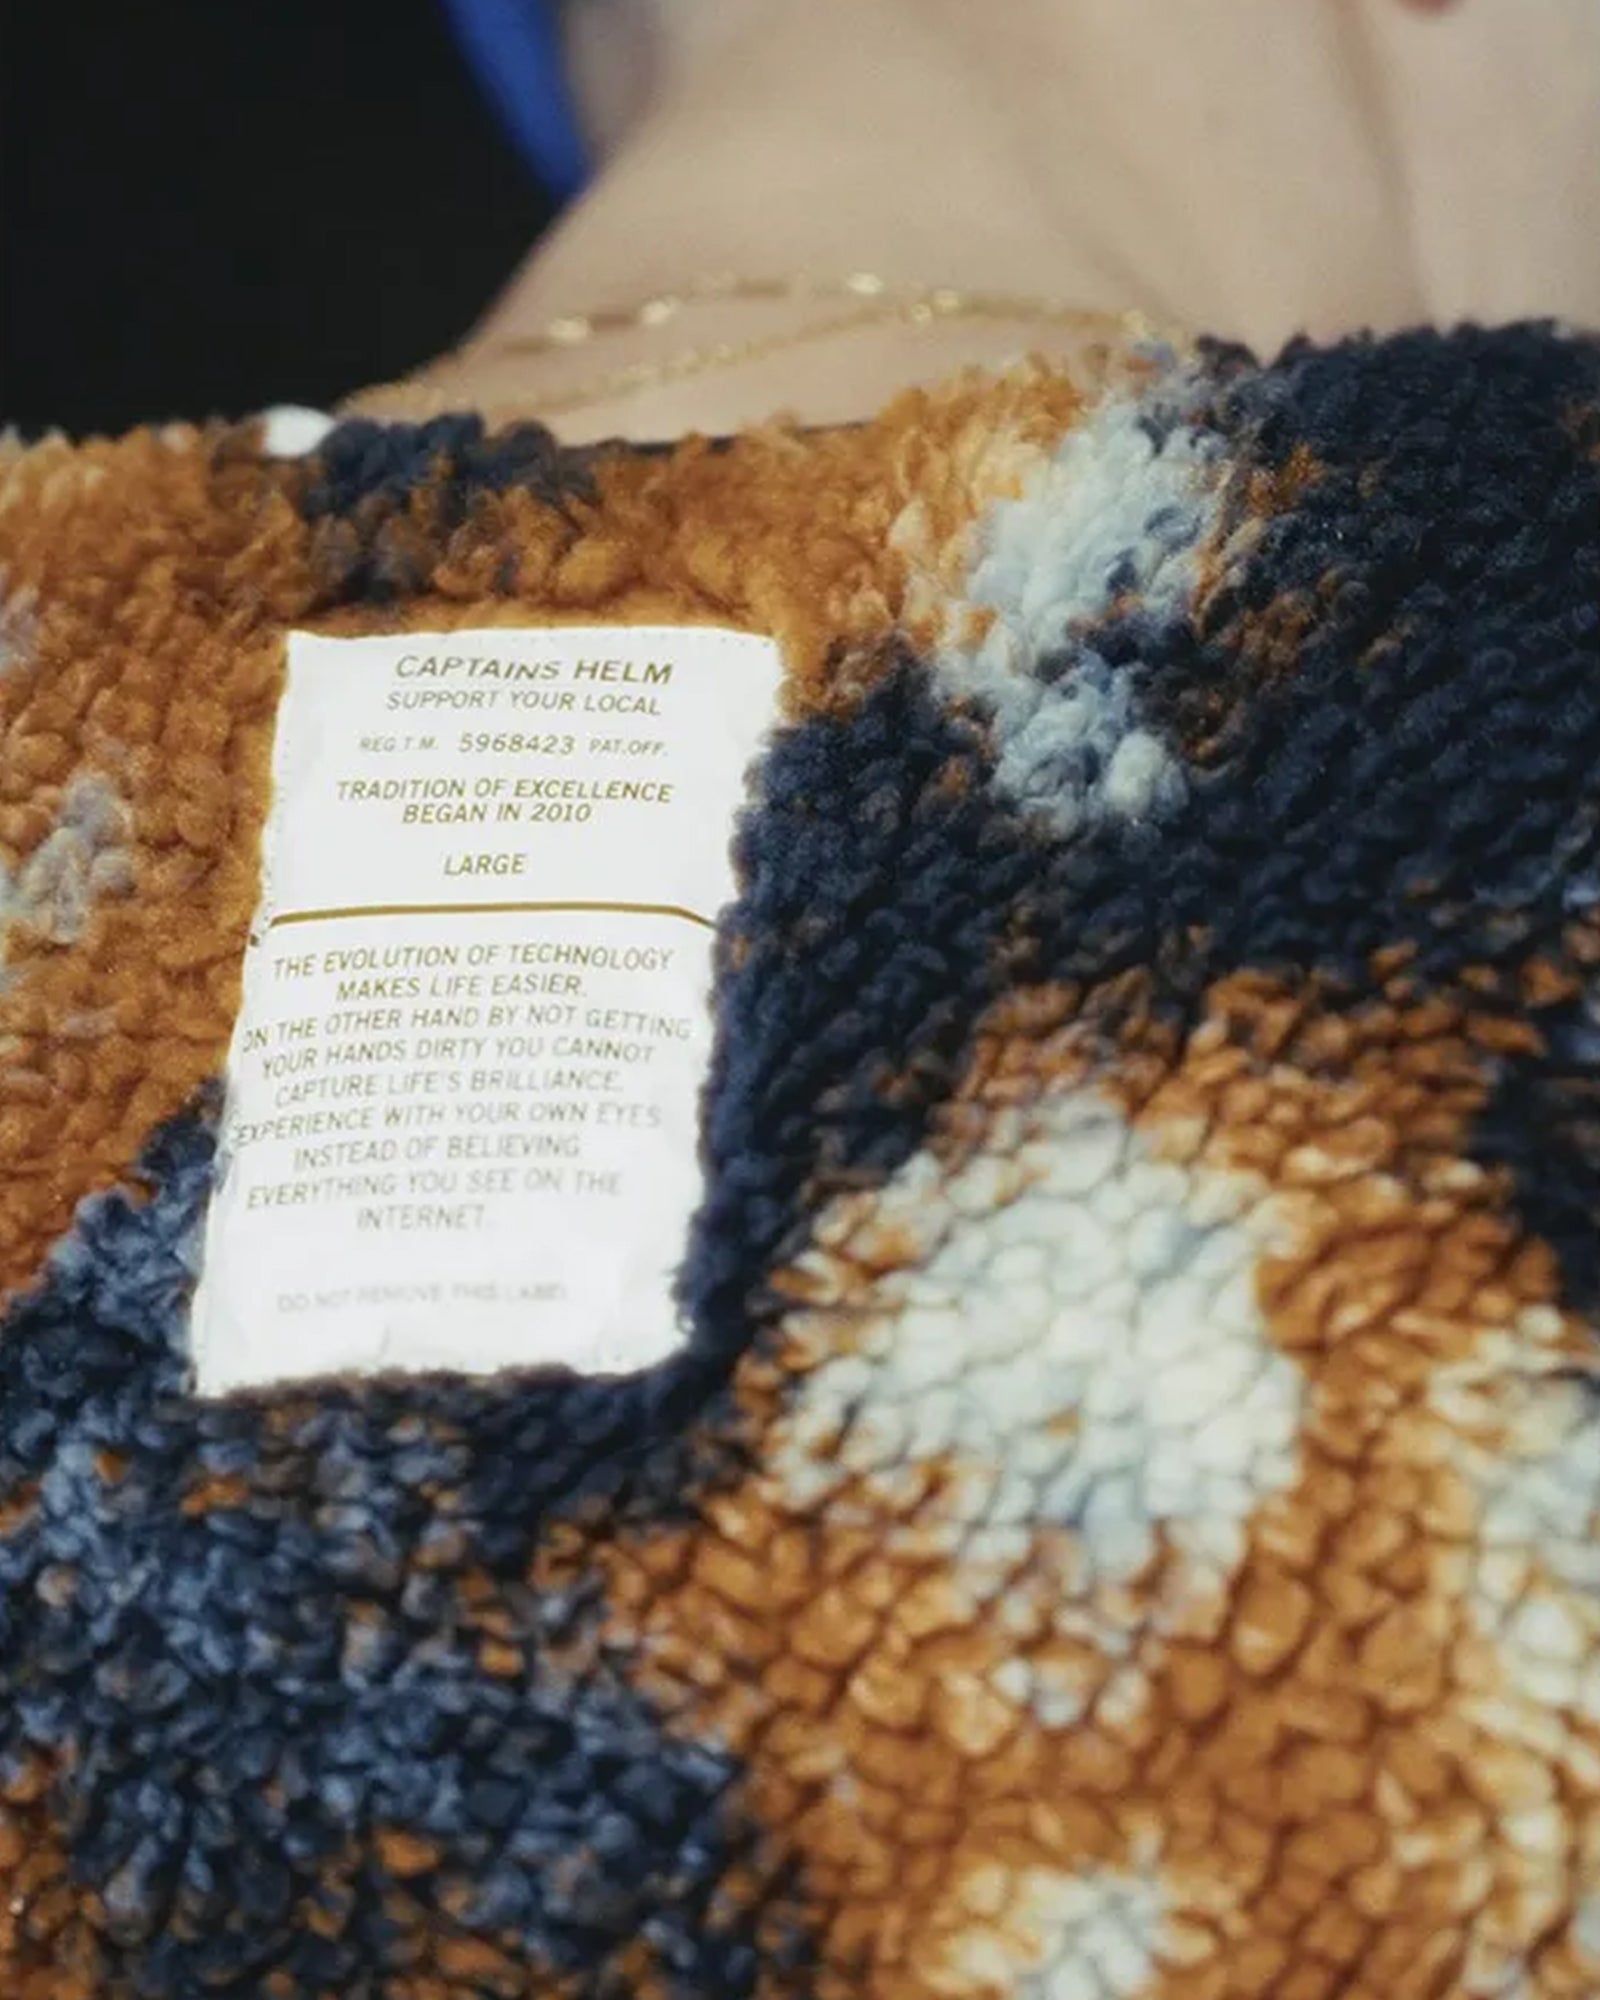 CAPTAINS HELM
SUPPORT YOUR LOCAL
REG T.M. 5968423 PAT.OFF.
TRADITION OF EXCELLENCE
BEGAN IN 2010
LARGE
THE EVOLUTION OF TECHNOLOGY
MAKES LIFE EASIER.
ON THE OTHER HAND BY NOT GETTING
YOUR HANDS DIRTY YOU CANNOT
CAPTURE LIFE'S BRILLIANCE.
EXPERIENCE WITH YOUR OWN EYES
INSTEAD OF BELIEVING
EVERYTHING YOU SEE ON THE
INTERNET.
DO NOT REMOVE THIS LABEL